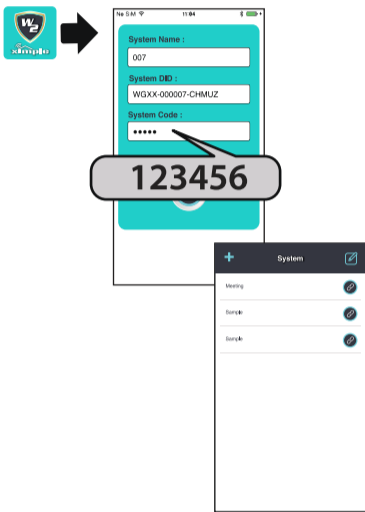 W2
simple
No SIM 11:04
System Name :
007
System DID :
WGXX-000007-CHMUZ
System Code :
•••••
123456
+ System
Meeting
Sample
Sample